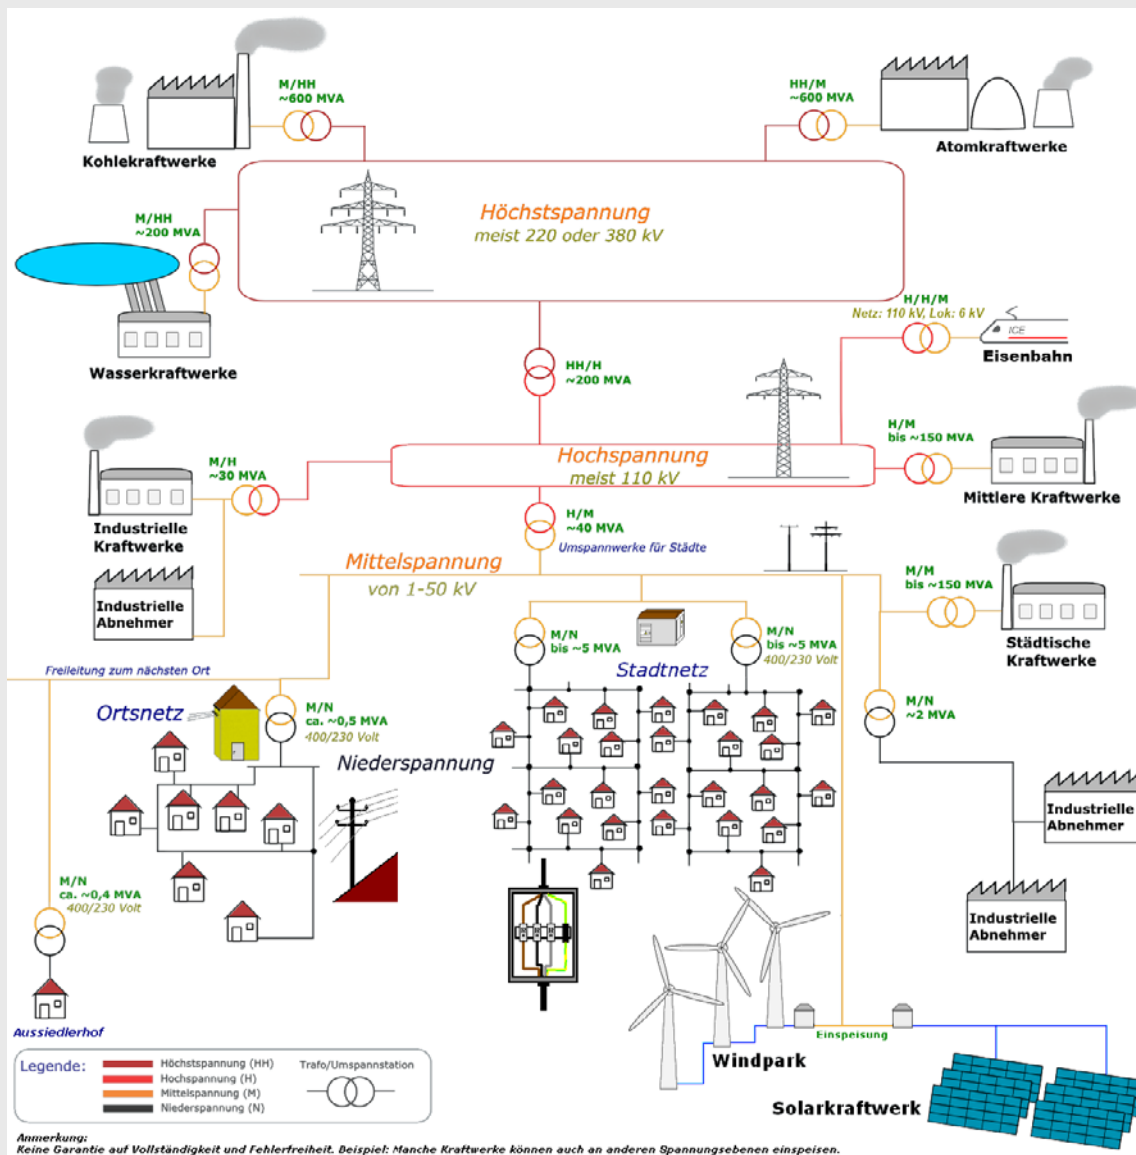 M/HH
~600 MVA
HH/M
~600 MVA
Kohlekraftwerke
Atomkraftwerke
Höchstspannung
meist 220 oder 380 kV
M/HH
~200 MVA
Wasserkraftwerke
H/H/M
Netz: 110 kV, Lok: 6 kV
ICE
Eisenbahn
HH/H
~200 MVA
H/M
bis ~150 MVA
Mittlere Kraftwerke
Hochspannung
meist 110 kV
M/H
~30 MVA
Industrielle
Kraftwerke
H/M
~40 MVA
Umspannwerke für Städte
Mittelspannung
von 1-50 kV
Industrielle
Abnehmer
M/M
bis ~150 MVA
Städtische
Kraftwerke
M/N
bis ~5 MVA
M/N
bis ~5 MVA
400/230 Volt
Stadtnetz
Freileitung zum nächsten Ort
Ortsnetz
M/N
ca. ~0,5 MVA
400/230 Volt
M/N
~2 MVA
Niederspannung
Industrielle
Abnehmer
Industrielle
Abnehmer
M/N
ca. ~0,4 MVA
400/230 Volt
Aussiedlerhof
Einspeisung
Windpark
Solarkraftwerk
Legende:
Höchstspannung (HH)
Hochspannung (H)
Mittelspannung (M)
Niederspannung (N)
Trafo/Umspannstation
Anmerkung:
Keine Garantie auf Vollständigkeit und Fehlerfreiheit. Beispiel: Manche Kraftwerke können auch an anderen Spannungsebenen einspeisen.